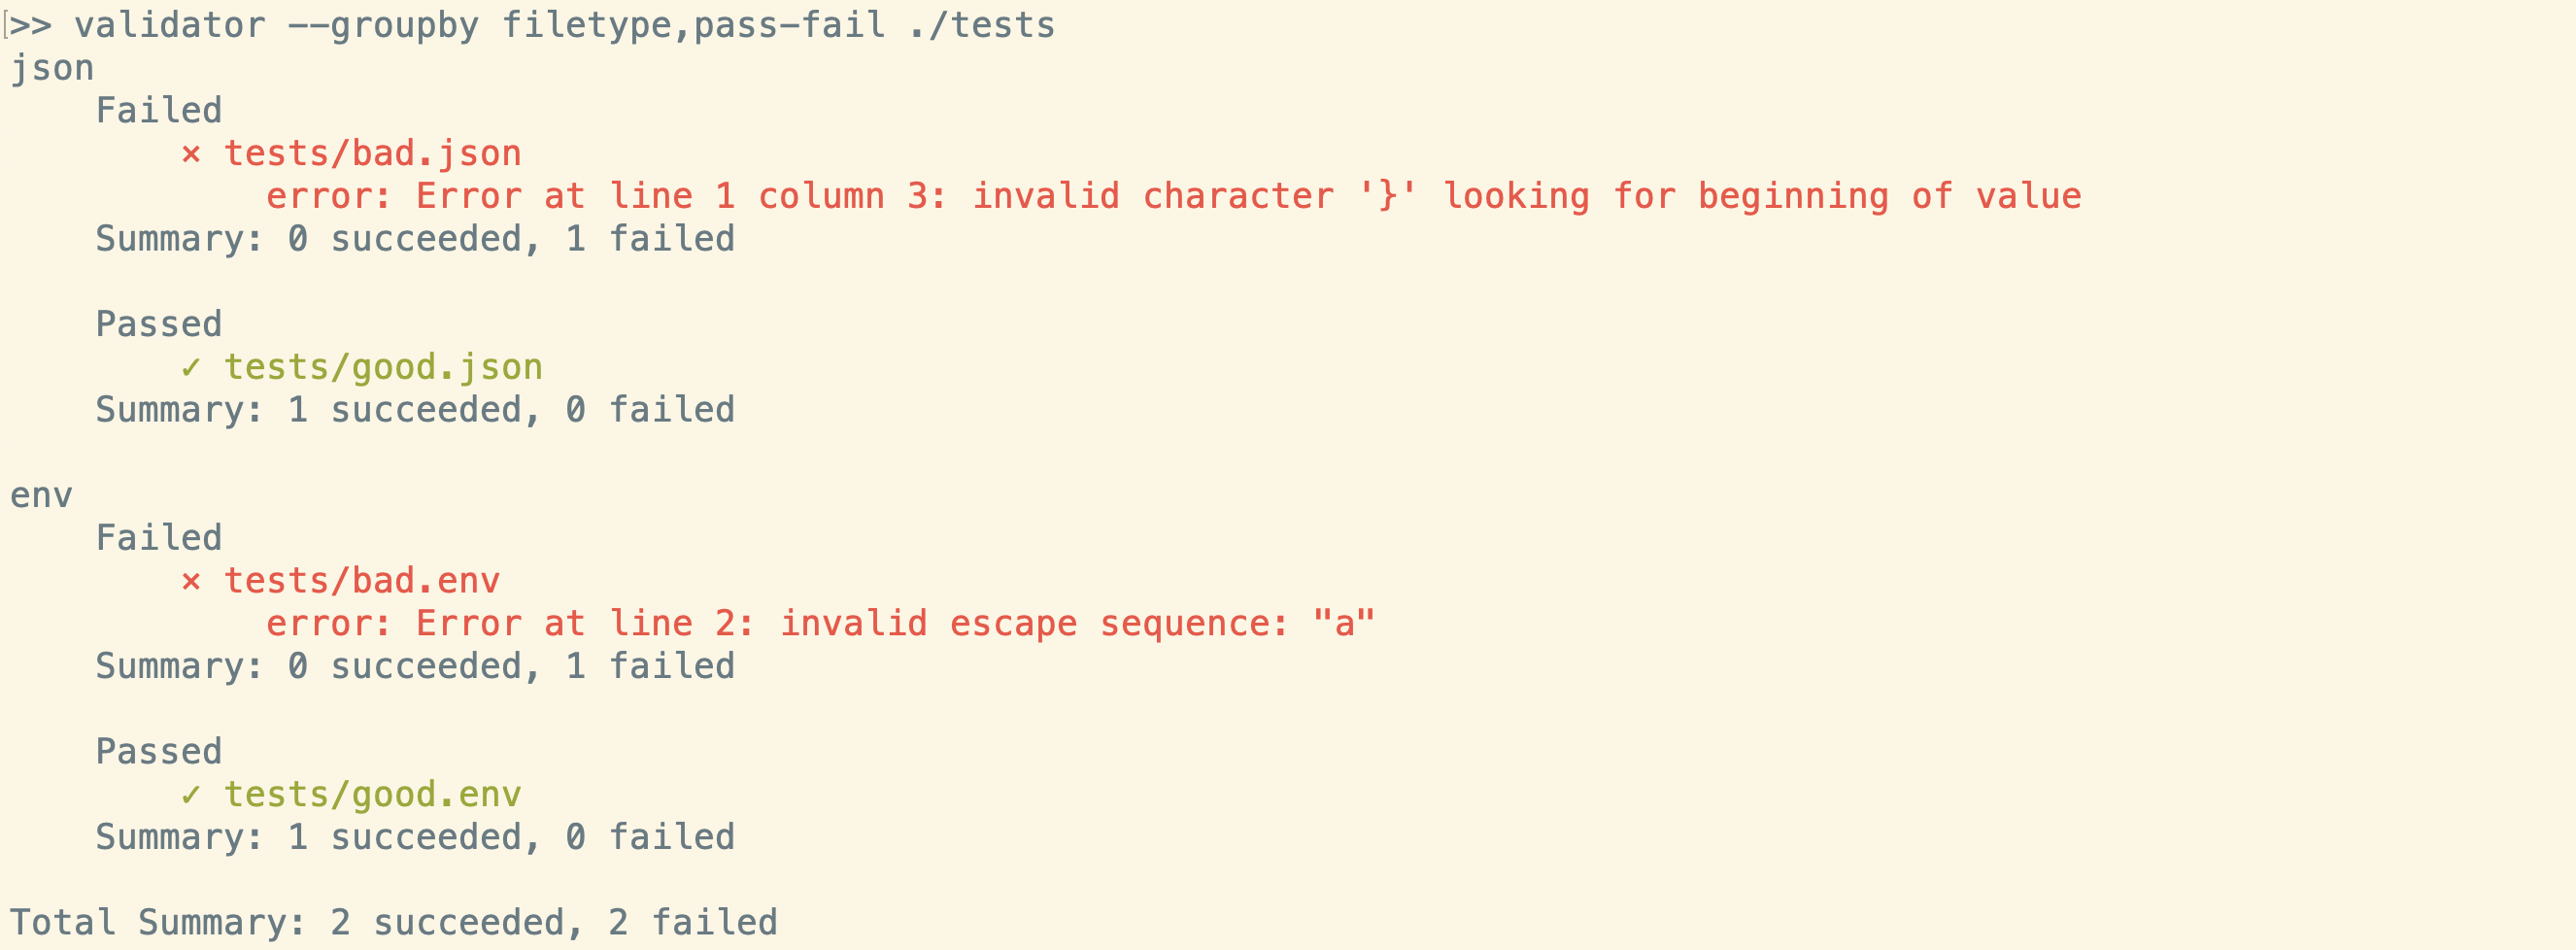 >> validator --groupby filetype,pass-fail ./tests
json
    Failed
        × tests/bad.json
            error: Error at line 1 column 3: invalid character '}' looking for beginning of value
    Summary: 0 succeeded, 1 failed

    Passed
        ✓ tests/good.json
    Summary: 1 succeeded, 0 failed

env
    Failed
        × tests/bad.env
            error: Error at line 2: invalid escape sequence: "a"
    Summary: 0 succeeded, 1 failed

    Passed
        ✓ tests/good.env
    Summary: 1 succeeded, 0 failed

Total Summary: 2 succeeded, 2 failed